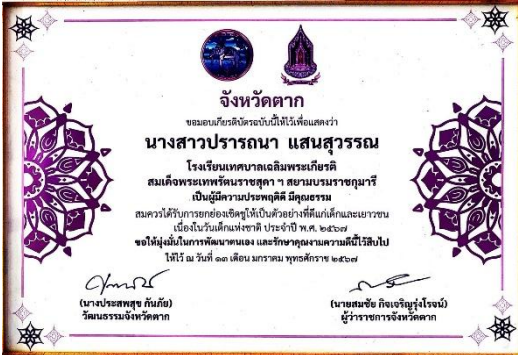 จังหวัดตาก
ขอมอบเกียรติบัตรฉบับนี้ให้ไว้เพื่อแสดงว่า
นางสาวปรารถนา แสนสุวรรณ
โรงเรียนเทศบาลเฉลิมพระเกียรติ
สมเด็จพระเทพรัตนราชสุดา ฯ สยามบรมราชกุมารี
เป็นผู้มีความประพฤติดี มีคุณธรรม
สมควรได้รับการยกย่องเชิดชูให้เป็นตัวอย่างที่ดีแก่เด็กและเยาวชน
เนื่องในวันเด็กแห่งชาติ ประจำปี พ.ศ. ๒๕๖๗
ขอให้มุ่งมั่นในการพัฒนาตนเอง และรักษาคุณงามความดีนี้ไว้สืบไป
ให้ไว้ ณ วันที่ ๑๓ เดือน มกราคม พุทธศักราช ๒๕๖๗
(นางประสพสุข กันภัย)
วัฒนธรรมจังหวัดตาก
(นายสมชัย กิจเจริญรุ่งโรจน์)
ผู้ว่าราชการจังหวัดตาก